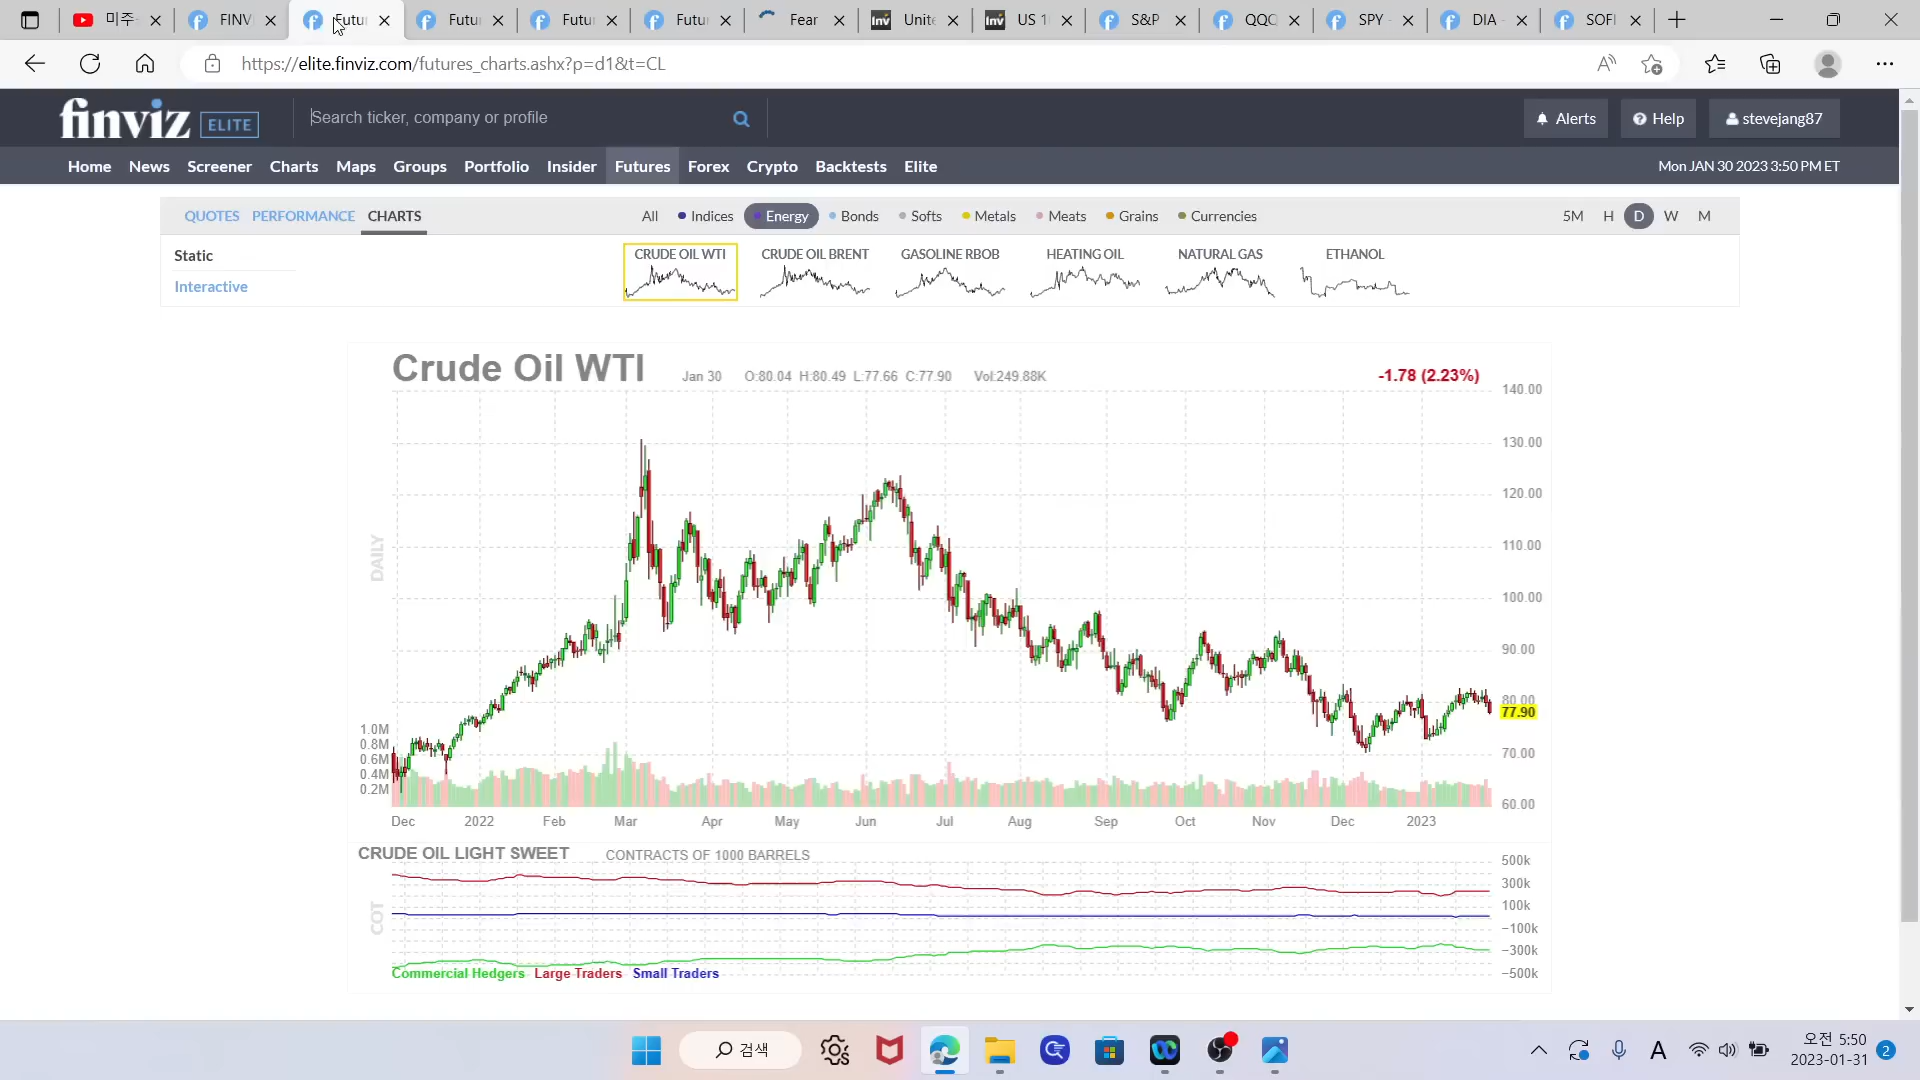 미주
FINV
Futu
Futu
Futu
Futu
Fear
Inv Unite
Inv US 1
S&P
QQQ
SPY -
DIA -
SOFI
https://elite.finviz.com/futures_charts.ashx?p=d1&t=CL
finviz ELITE
Search ticker, company or profile
Alerts
Help
stevejang87
Home News Screener Charts Maps Groups Portfolio Insider Futures Forex Crypto Backtests Elite
Mon JAN 30 2023 3:50 PM ET
QUOTES PERFORMANCE CHARTS
All Indices Energy Bonds Softs Metals Meats Grains Currencies
5M H D W M
Static
Interactive
CRUDE OIL WTI
CRUDE OIL BRENT
GASOLINE RBOB
HEATING OIL
NATURAL GAS
ETHANOL
Crude Oil WTI
Jan 30 O:80.04 H:80.49 L:77.66 C:77.90 Vol:249.88K
-1.78 (2.23%)
140.00
130.00
120.00
110.00
100.00
90.00
80.00
77.90
70.00
60.00
DAILY
1.0M
0.8M
0.6M
0.4M
0.2M
Dec 2022 Feb Mar Apr May Jun Jul Aug Sep Oct Nov Dec 2023
CRUDE OIL LIGHT SWEET CONTRACTS OF 1000 BARRELS
500k
300k
100k
-100k
-300k
-500k
COT
Commercial Hedgers Large Traders Small Traders
검색
A
오전 5:50
2023-01-31
2